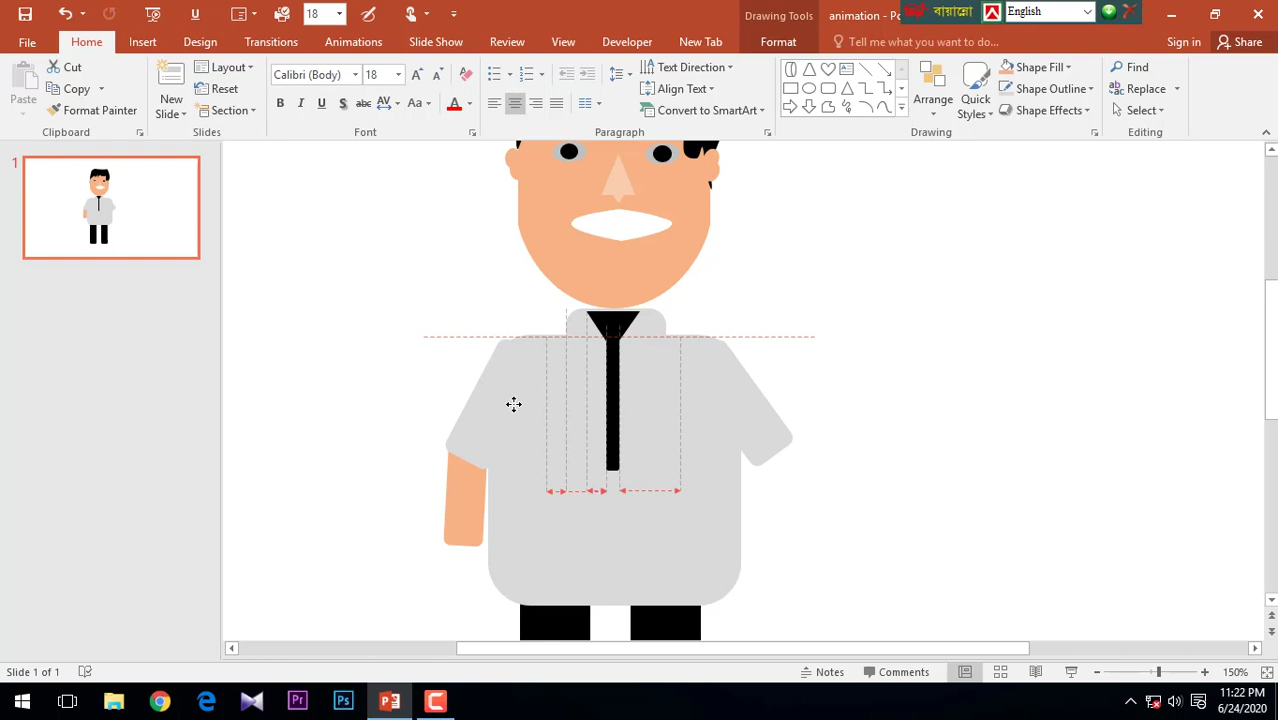 18
animation - Po
Drawing Tools
বায়ান্নো
English
File
Home
Insert
Design
Transitions
Animations
Slide Show
Review
View
Developer
New Tab
Format
Tell me what you want to do...
Sign in
Share
Paste
Cut
Copy
Format Painter
Clipboard
New
Slide
Layout
Reset
Section
Slides
Calibri (Body)
18
B I U S abc AV Aa A
Font
Text Direction
Align Text
Convert to SmartArt
Paragraph
Arrange
Quick
Styles
Shape Fill
Shape Outline
Shape Effects
Drawing
Find
Replace
Select
Editing
1
Slide 1 of 1
Notes
Comments
150%
Pr
Ps
11:22 PM
6/24/2020